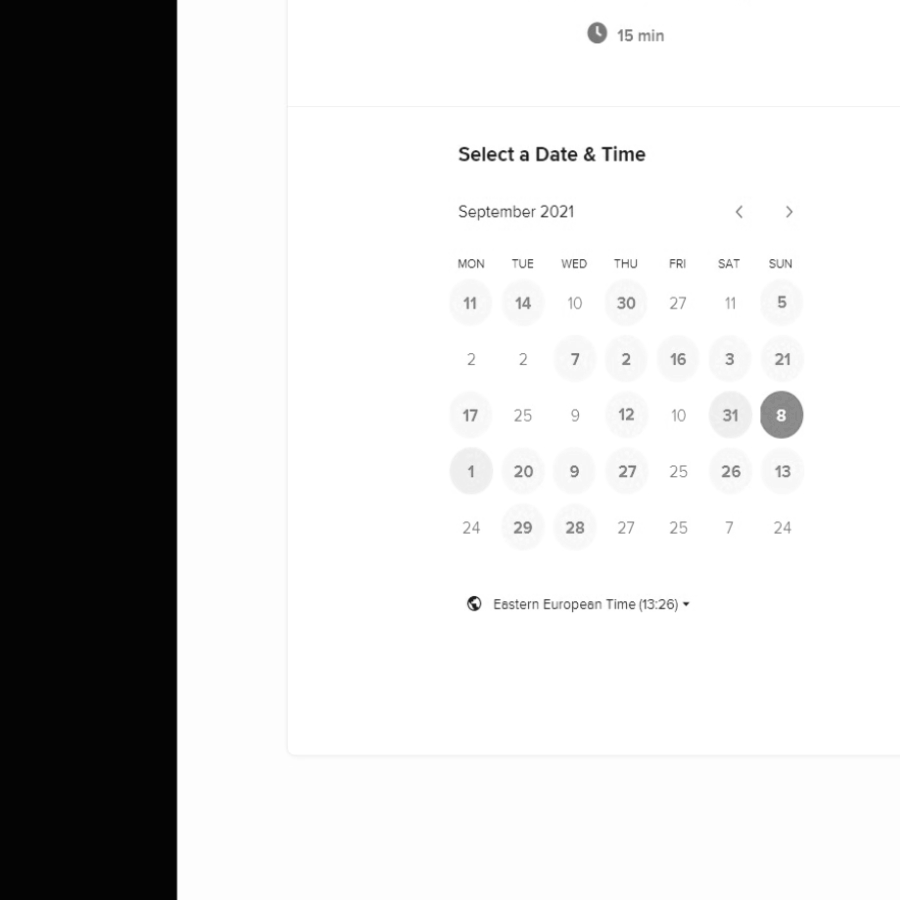 15 min
Select a Date & Time
September 2021
MON TUE WED THU FRI SAT SUN
11 14 10 30 27 11 5
2 2 7 2 16 3 21
17 25 9 12 10 31 8
1 20 9 27 25 26 13
24 29 28 27 25 7 24
Eastern European Time (13:26)